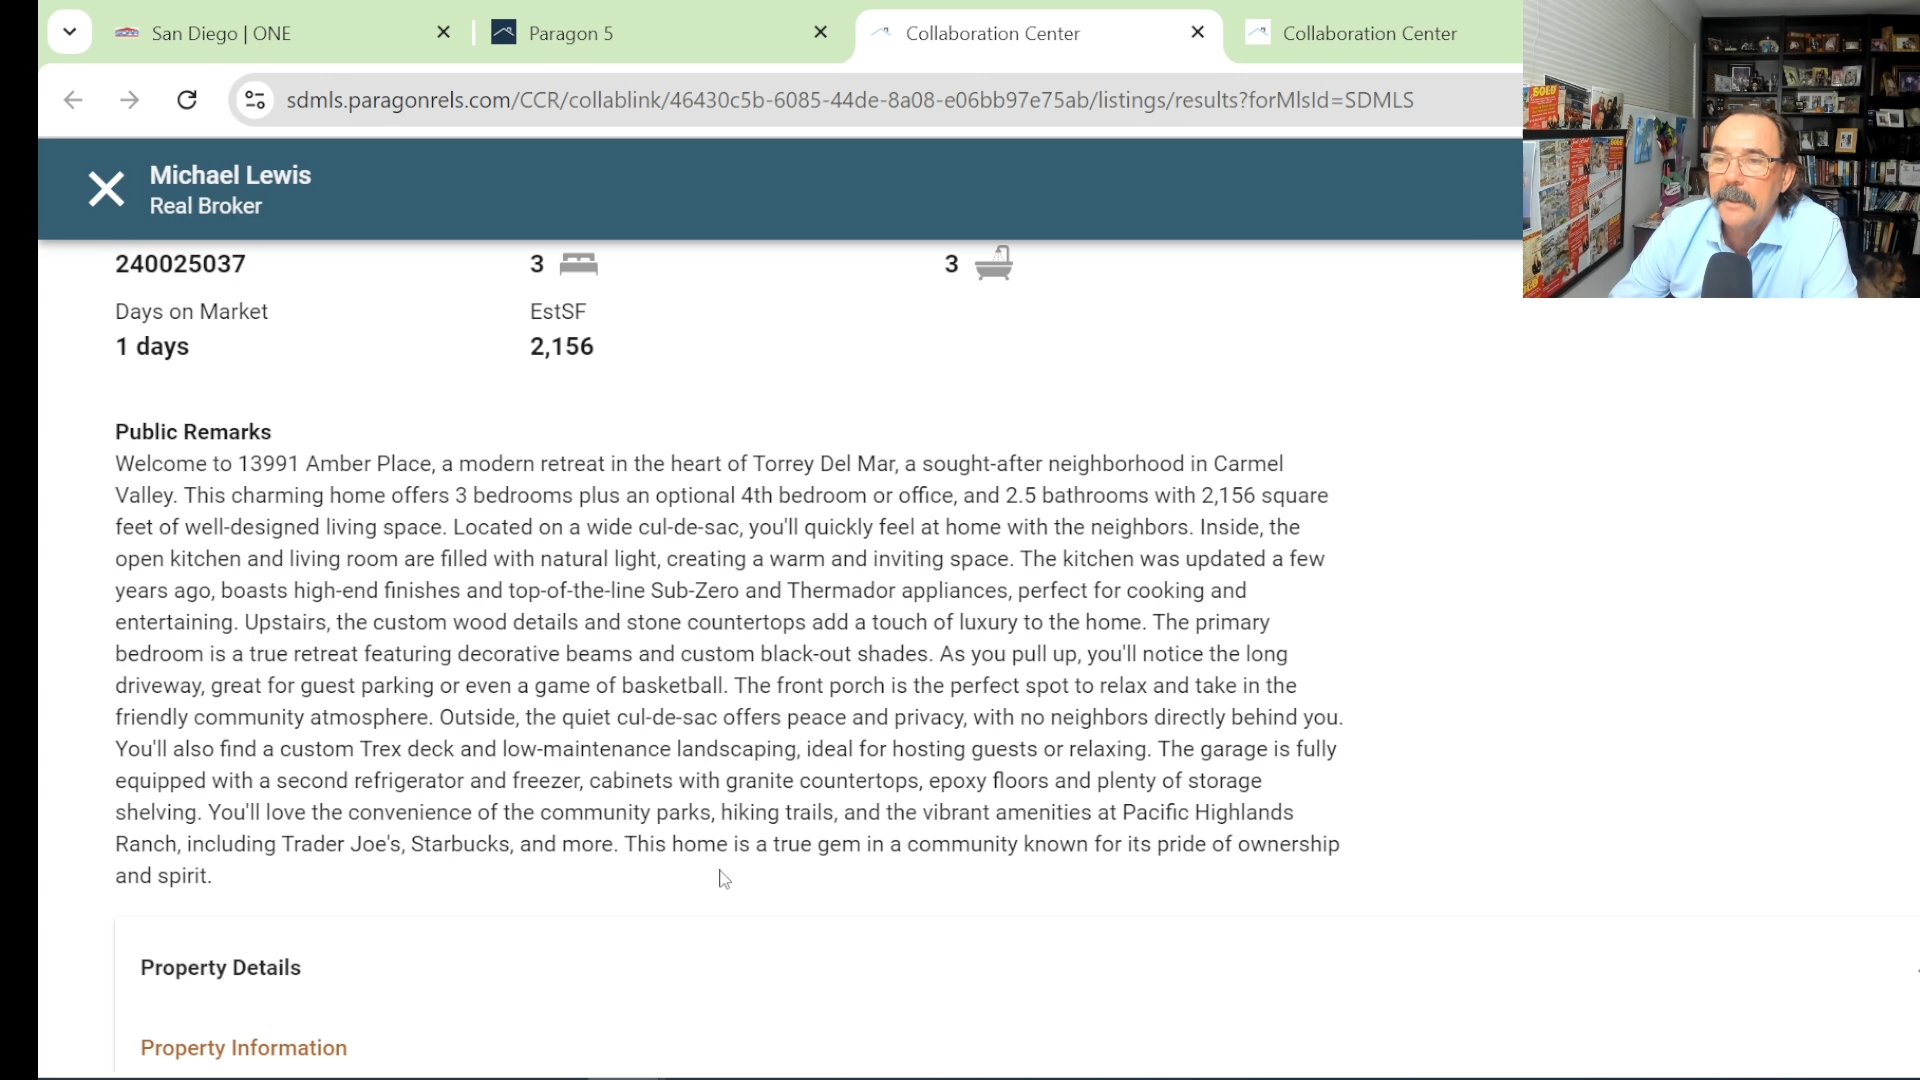 San Diego | ONE
Paragon 5
Collaboration Center
Collaboration Center
sdmls.paragonrels.com/CCR/collablink/46430c5b-6085-44de-8a08-e06bb97e75ab/listings/results?forMlsId=SDMLS
Michael Lewis
Real Broker
240025037
3
3
Days on Market
EstSF
1 days
2,156
Public Remarks
Welcome to 13991 Amber Place, a modern retreat in the heart of Torrey Del Mar, a sought-after neighborhood in Carmel
Valley. This charming home offers 3 bedrooms plus an optional 4th bedroom or office, and 2.5 bathrooms with 2,156 square
feet of well-designed living space. Located on a wide cul-de-sac, you'll quickly feel at home with the neighbors. Inside, the
open kitchen and living room are filled with natural light, creating a warm and inviting space. The kitchen was updated a few
years ago, boasts high-end finishes and top-of-the-line Sub-Zero and Thermador appliances, perfect for cooking and
entertaining. Upstairs, the custom wood details and stone countertops add a touch of luxury to the home. The primary
bedroom is a true retreat featuring decorative beams and custom black-out shades. As you pull up, you'll notice the long
driveway, great for guest parking or even a game of basketball. The front porch is the perfect spot to relax and take in the
friendly community atmosphere. Outside, the quiet cul-de-sac offers peace and privacy, with no neighbors directly behind you.
You'll also find a custom Trex deck and low-maintenance landscaping, ideal for hosting guests or relaxing. The garage is fully
equipped with a second refrigerator and freezer, cabinets with granite countertops, epoxy floors and plenty of storage
shelving. You'll love the convenience of the community parks, hiking trails, and the vibrant amenities at Pacific Highlands
Ranch, including Trader Joe's, Starbucks, and more. This home is a true gem in a community known for its pride of ownership
and spirit.
Property Details
Property Information
SOLD